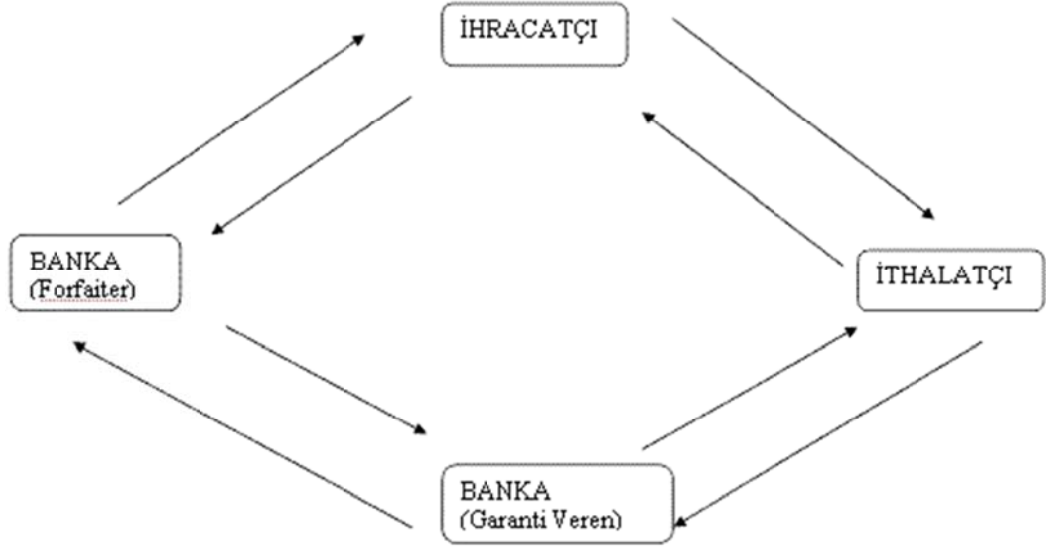 İHRACATÇI
BANKA
(Forfaiter)
İTHALATÇI
BANKA
(Garanti Veren)